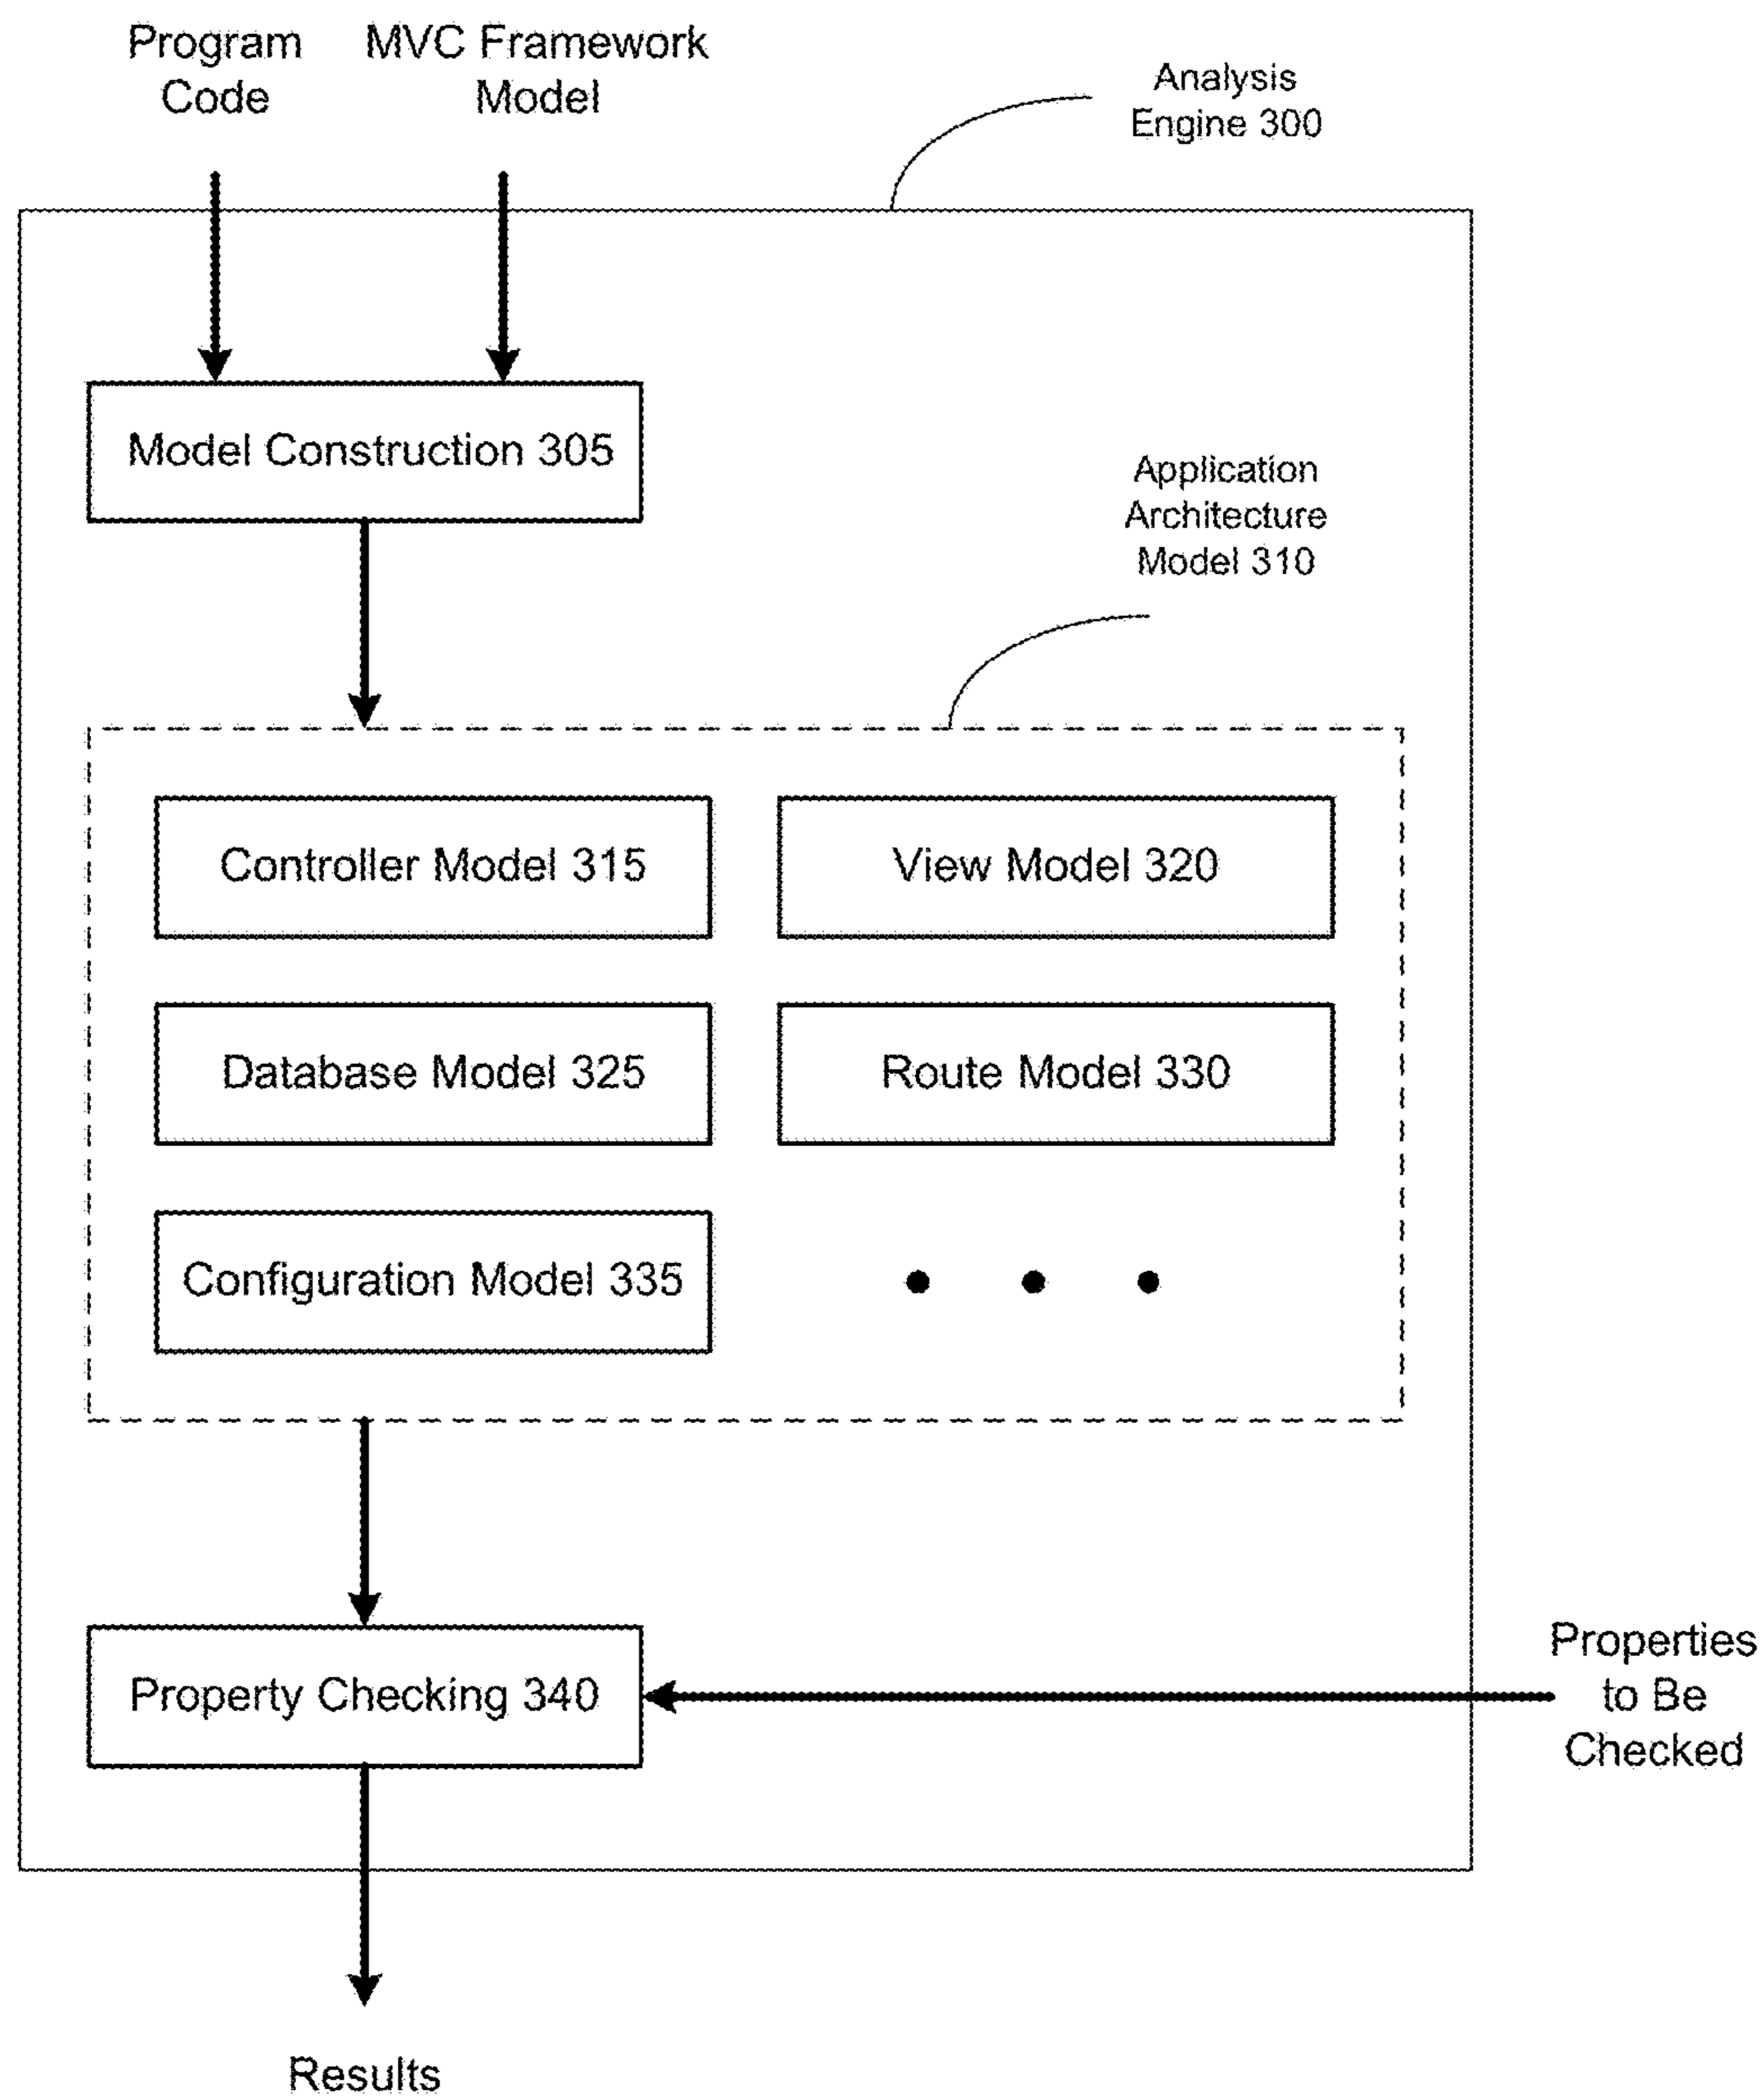 Program
Code
MVC Framework
Model
Analysis
Engine 300
Model Construction 305
Application
Architecture
Model 310
Controller Model 315
View Model 320
Database Model 325
Route Model 330
Configuration Model 335
Property Checking 340
Properties
to Be
Checked
Results